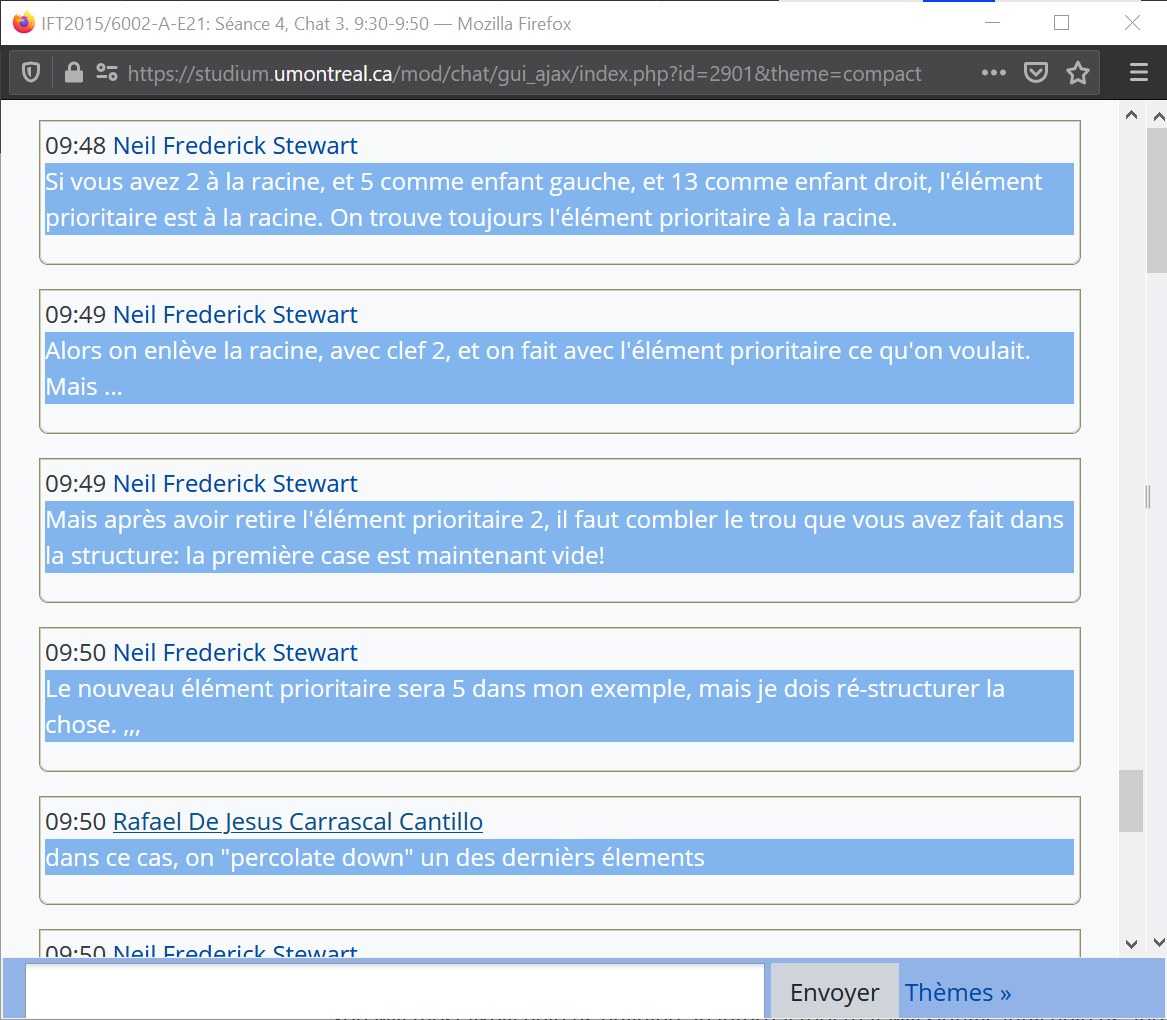 IFT2015/6002-A-E21: Séance 4, Chat 3. 9:30-9:50 — Mozilla Firefox
https://studium.umontreal.ca/mod/chat/gui_ajax/index.php?id=2901&theme=compact
09:48 Neil Frederick Stewart
Si vous avez 2 à la racine, et 5 comme enfant gauche, et 13 comme enfant droit, l'élément
prioritaire est à la racine. On trouve toujours l'élément prioritaire à la racine.
09:49 Neil Frederick Stewart
Alors on enlève la racine, avec clef 2, et on fait avec l'élément prioritaire ce qu'on voulait.
Mais ...
09:49 Neil Frederick Stewart
Mais après avoir retire l'élément prioritaire 2, il faut combler le trou que vous avez fait dans
la structure: la première case est maintenant vide!
09:50 Neil Frederick Stewart
Le nouveau élément prioritaire sera 5 dans mon exemple, mais je dois ré-structurer la
chose. ,,,
09:50 Rafael De Jesus Carrascal Cantillo
dans ce cas, on "percolate down" un des dernièrs élements
09:50 Neil Frederick Stewart
Envoyer Thèmes »